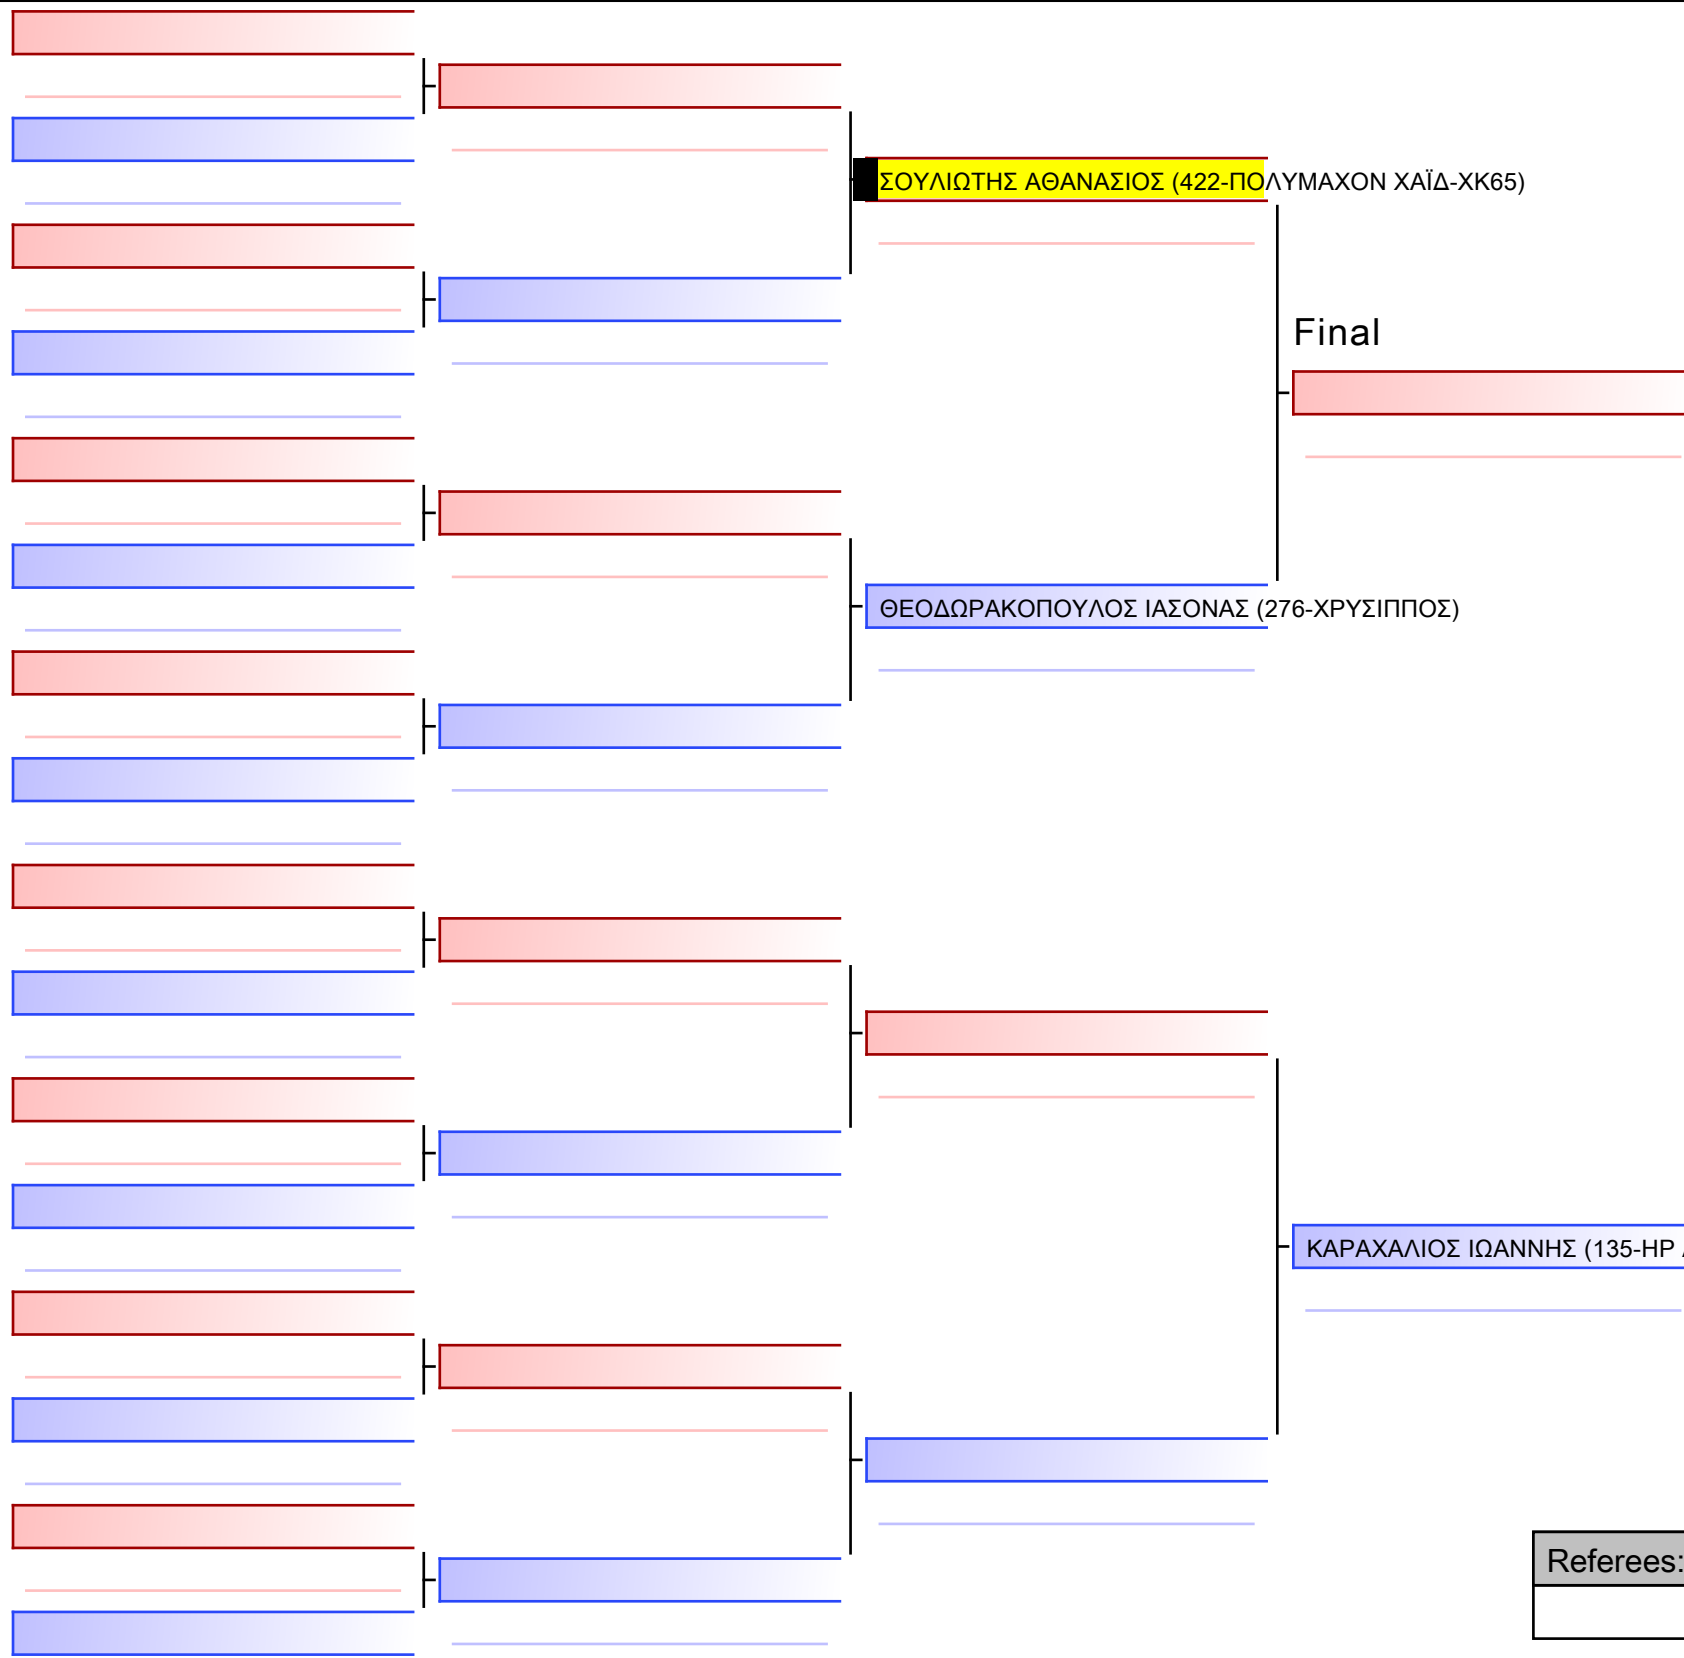 ΣΟΥΛΙΩΤΗΣ ΑΘΑΝΑΣΙΟΣ (422-ΠΟΛΥΜΑΧΟΝ ΧΑΪΔ-ΧΚ65)
Final
ΘΕΟΔΩΡΑΚΟΠΟΥΛΟΣ ΙΑΣΟΝΑΣ (276-ΧΡΥΣΙΠΠΟΣ)
ΚΑΡΑΧΑΛΙΟΣ ΙΩΑΝΝΗΣ (135-ΗΡ
Referees: